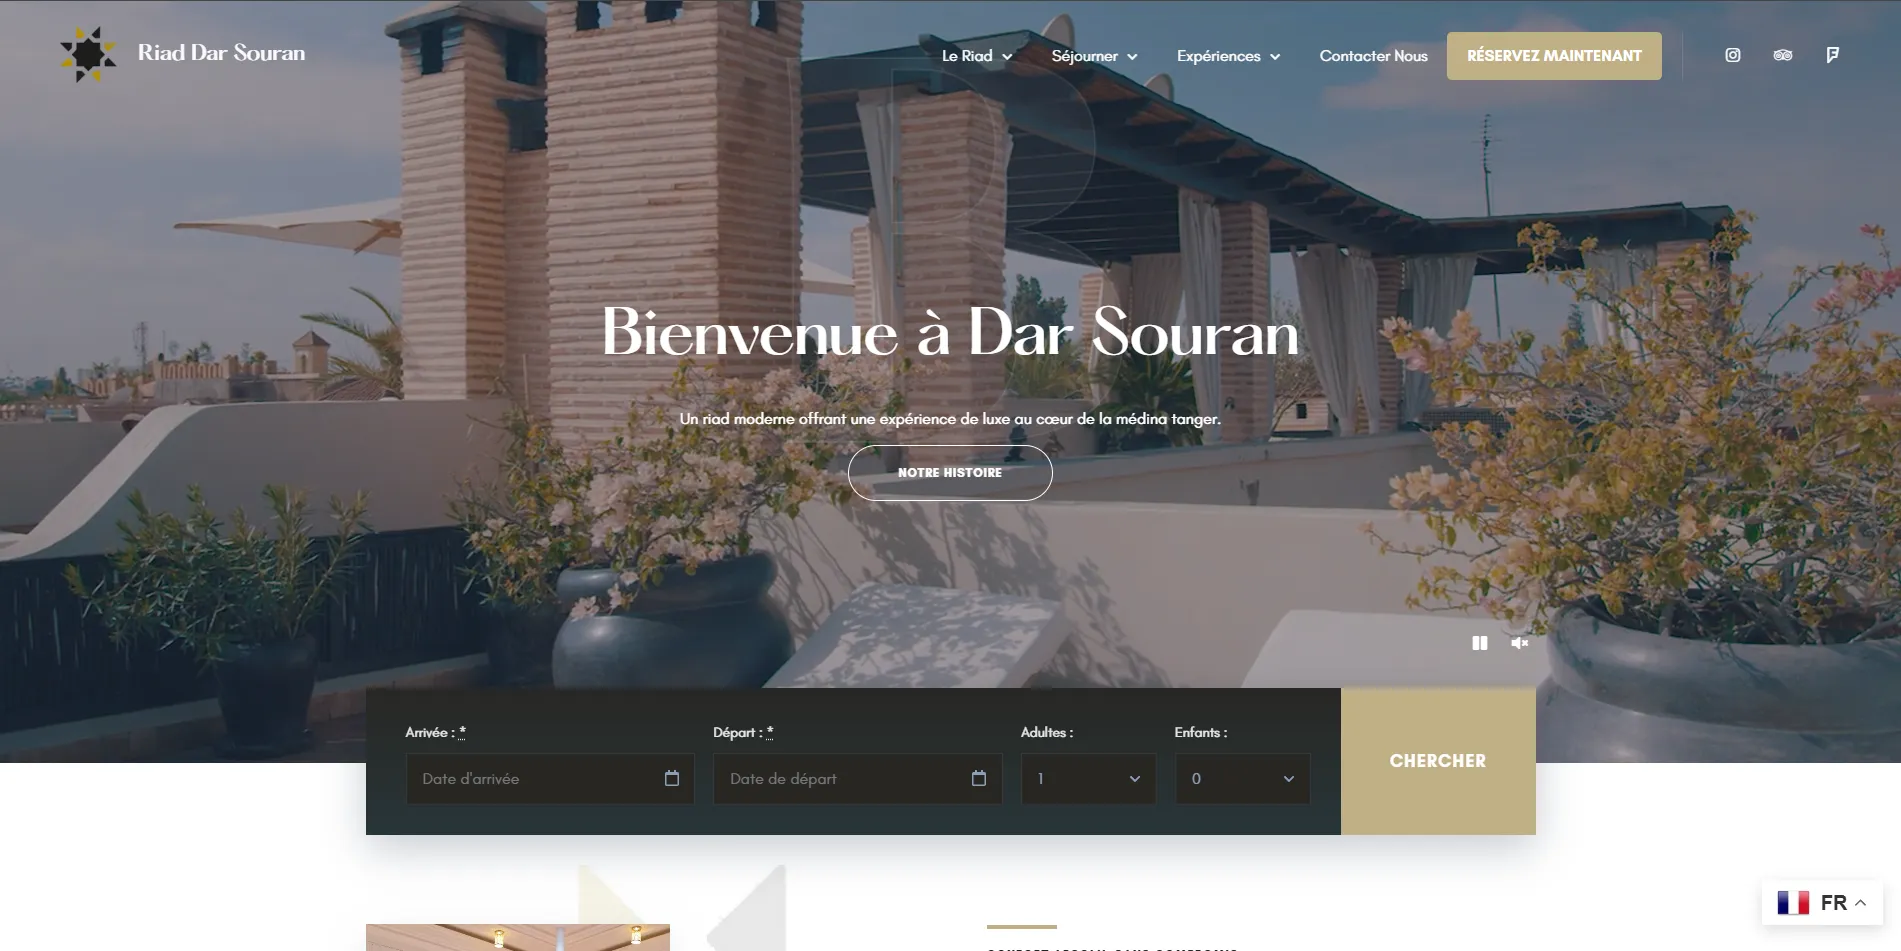 Riad Dar Souran
Le Riad
Séjourner
Expériences
Contacter Nous
RÉSERVEZ MAINTENANT
Bienvenue à Dar Souran
Un riad moderne offrant une expérience de luxe au cœur de la médina tanger.
NOTRE HISTOIRE
Arrivée : *
Départ : *
Adultes :
Enfants :
Date d'arrivée
Date de départ
1
0
CHERCHER
FR